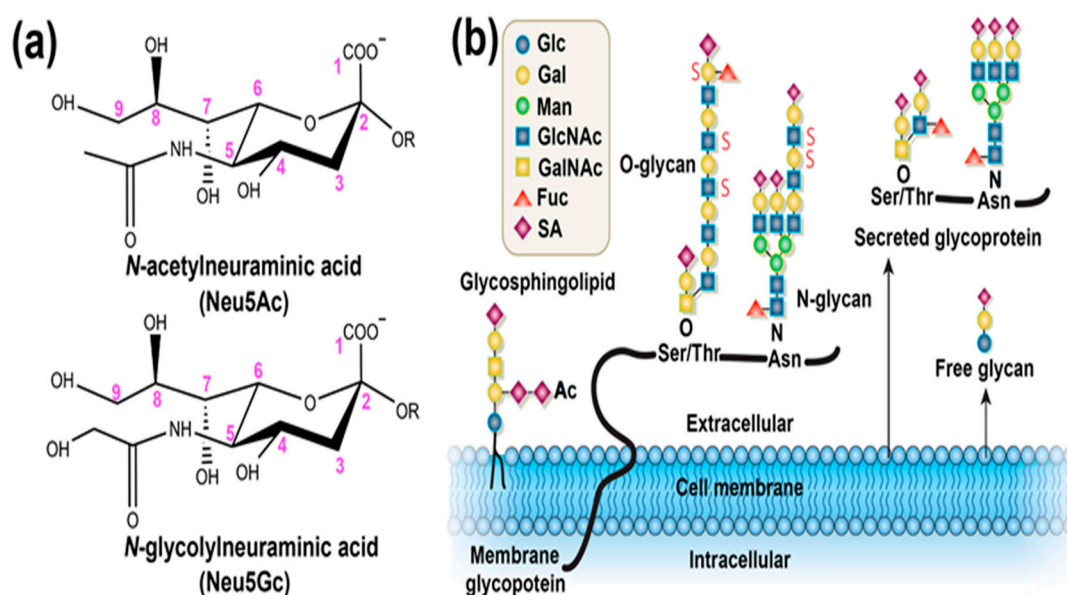 (a)
OH
OH
9
8
7
6
5
4
3
2
1
COO⁻
O
OR
NH
OH
OH
O
N-acetylneuraminic acid
(Neu5Ac)
OH
OH
9
8
7
6
5
4
3
2
1
COO⁻
O
OR
OH
NH
OH
OH
O
N-glycolylneuraminic acid
(Neu5Gc)
(b)
Glc
Gal
Man
GlcNAc
GalNAc
Fuc
SA
O-glycan
S
S
S
S
S
S
Glycosphingolipid
Ac
N-glycan
O
Ser/Thr
N
Asn
O
Ser/Thr
N
Asn
Secreted glycoprotein
Free glycan
Extracellular
Cell membrane
Membrane
glycopotein
Intracellular